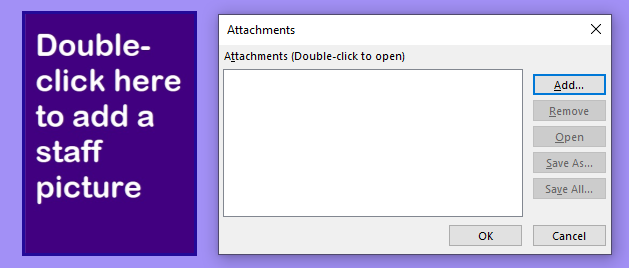 Double-
click here
to add a
staff
picture
Attachments
Attachments (Double-click to open)
Add...
Remove
Open
Save As...
Save All...
OK
Cancel